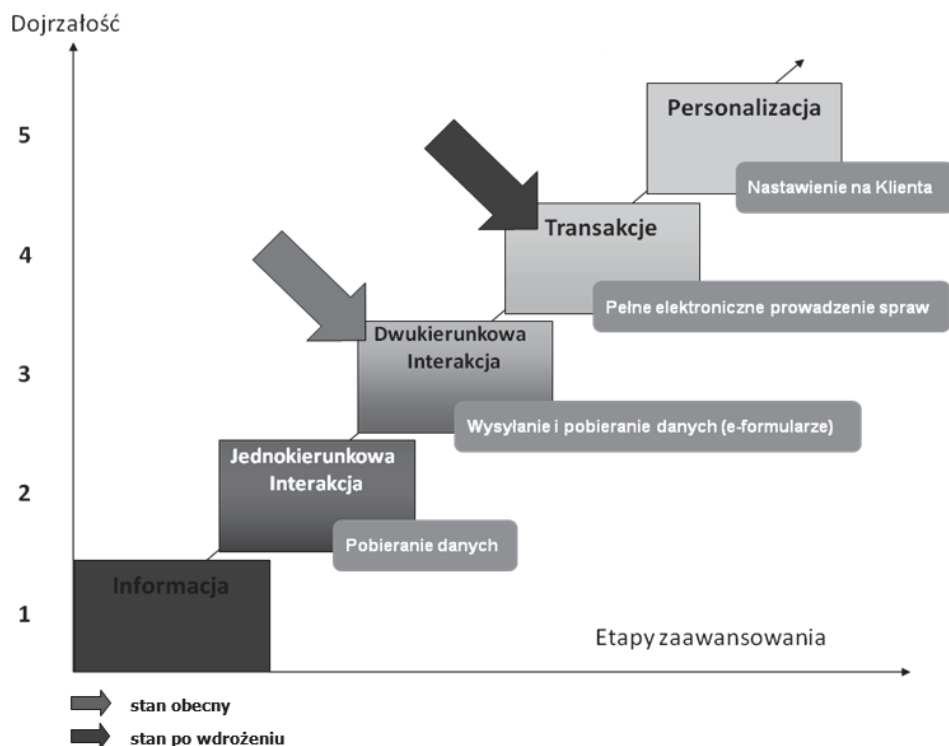 Dojrzałość
5
Personalizacja
Nastawienie na Klienta
4
Transakcje
Pełne elektroniczne prowadzenie spraw
3
Dwukierunkowa
Interakcja
Wysyłanie i pobieranie danych (e-formularze)
2
Jednokierunkowa
Interakcja
Pobieranie danych
1
Informacja
Etapy zaawansowania
stan obecny
stan po wdrożeniu